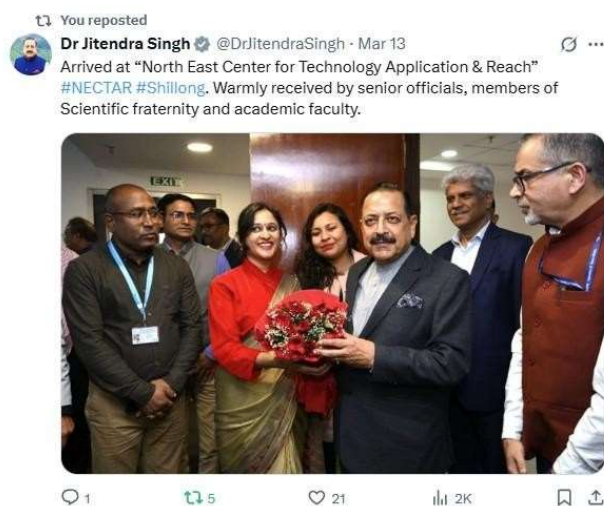 You reposted
Dr Jitendra Singh @DrJitendraSingh · Mar 13
Arrived at “North East Center for Technology Application & Reach”
#NECTAR #Shillong. Warmly received by senior officials, members of
Scientific fraternity and academic faculty.
EXIT
1 5 21 2K